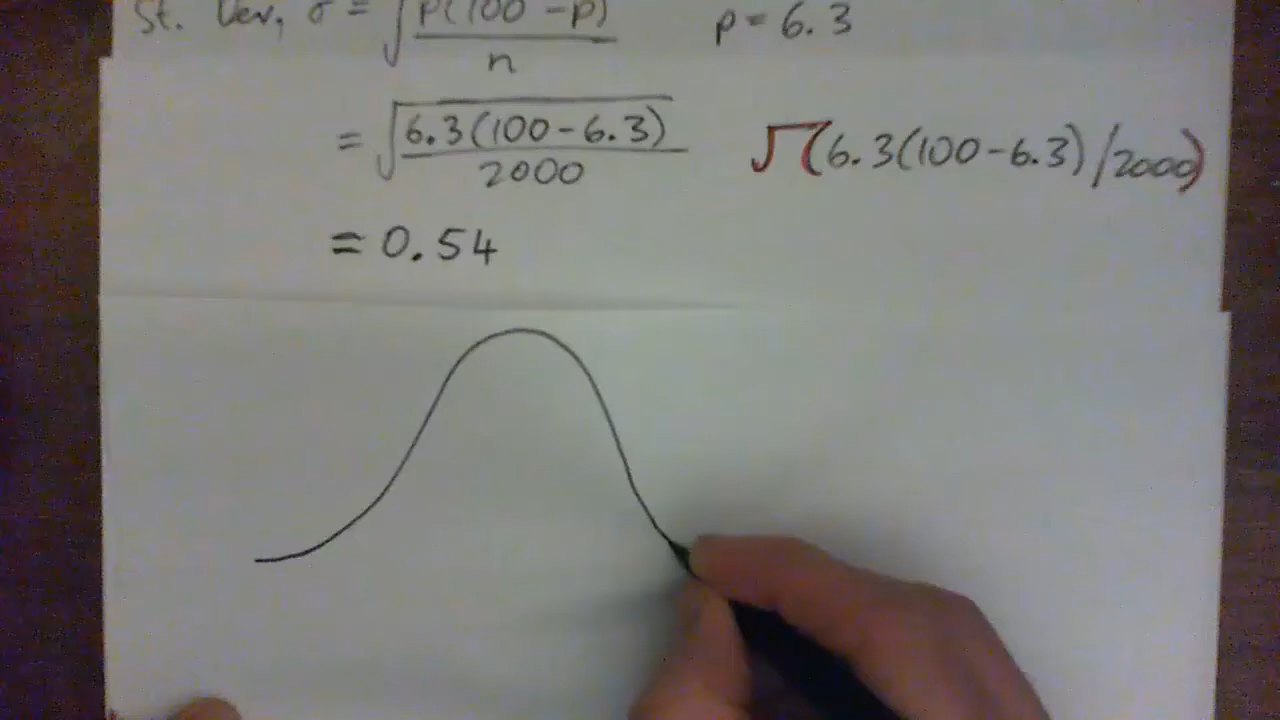 St. Dev, σ = √(p(100 - p) / n)   p = 6.3
= √(6.3(100 - 6.3) / 2000)   √(6.3(100-6.3)/2000)
= 0.54